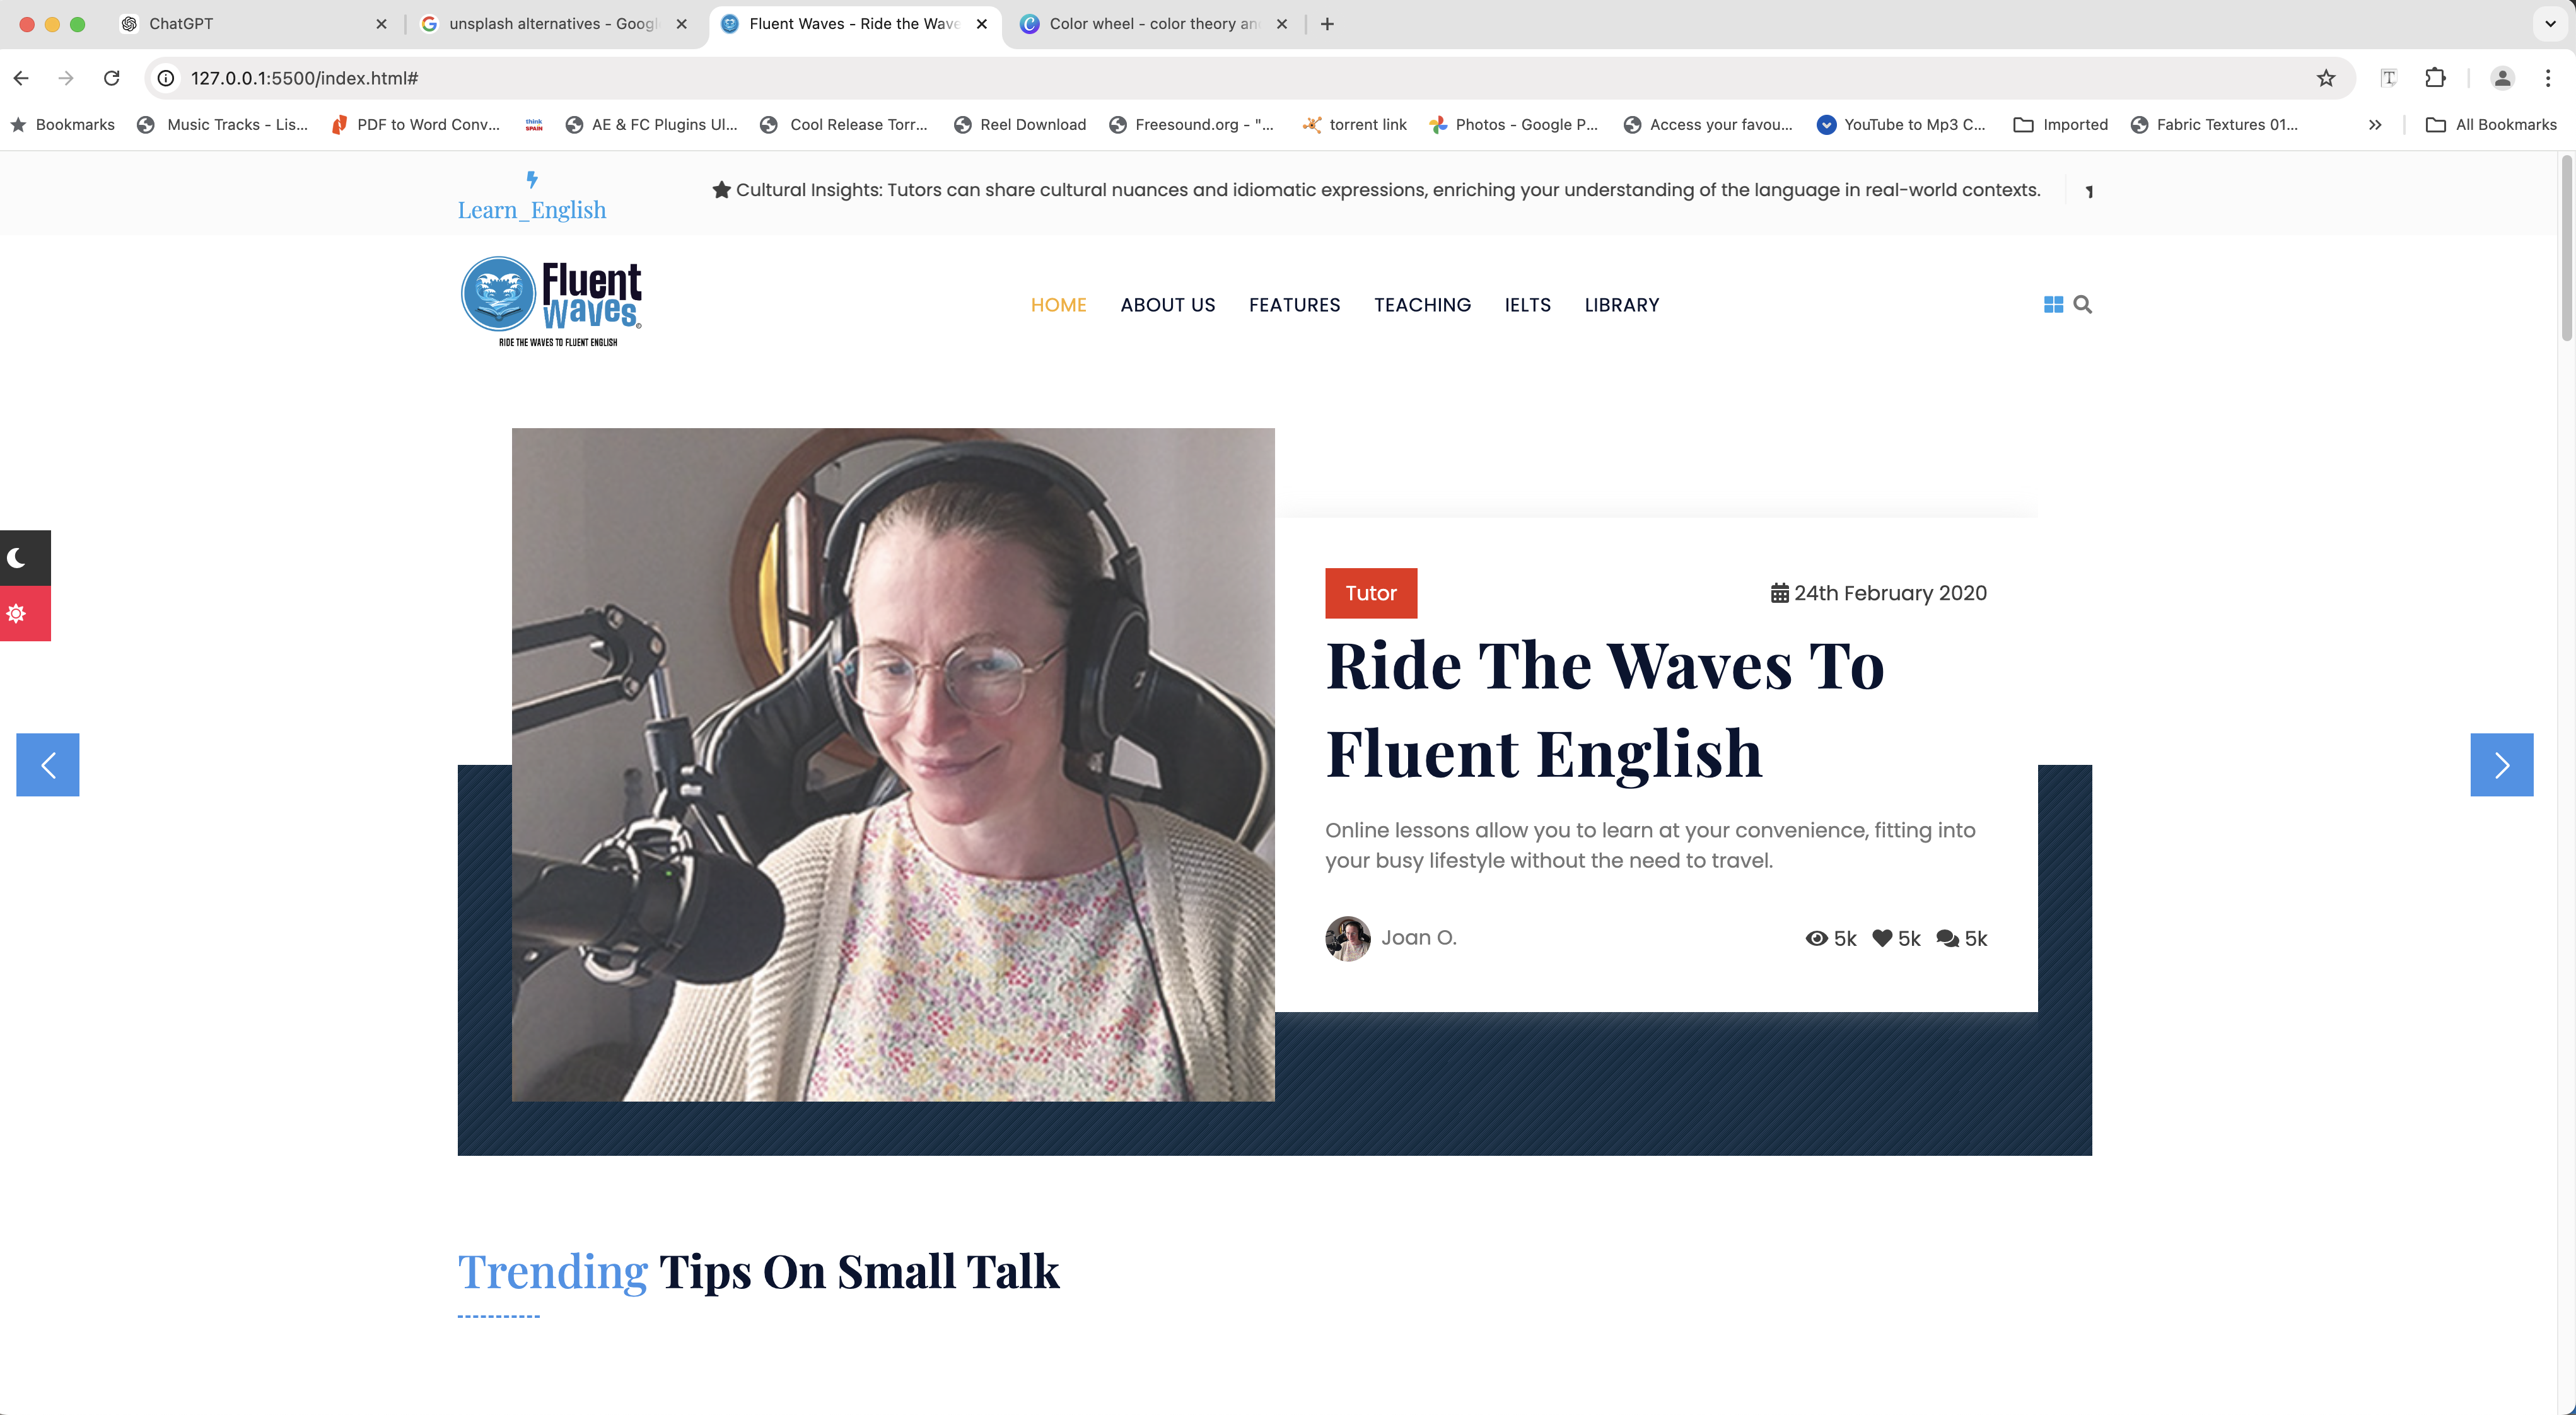 ChatGPT
unsplash alternatives - Googl
Fluent Waves - Ride the Wave
Color wheel - color theory an
127.0.0.1:5500/index.html#
Bookmarks
Music Tracks - Lis...
PDF to Word Conv...
think
SPAIN
AE & FC Plugins Ul...
Cool Release Torr...
Reel Download
Freesound.org - "...
torrent link
Photos - Google P...
Access your favou...
YouTube to Mp3 C...
Imported
Fabric Textures 01...
All Bookmarks
Learn_English
Cultural Insights: Tutors can share cultural nuances and idiomatic expressions, enriching your understanding of the language in real-world contexts.
Fluent
waves
RIDE THE WAVES TO FLUENT ENGLISH
HOME
ABOUT US
FEATURES
TEACHING
IELTS
LIBRARY
Tutor
24th February 2020
Ride The Waves To
Fluent English
Online lessons allow you to learn at your convenience, fitting into
your busy lifestyle without the need to travel.
Joan O.
5k
5k
5k
Trending Tips On Small Talk